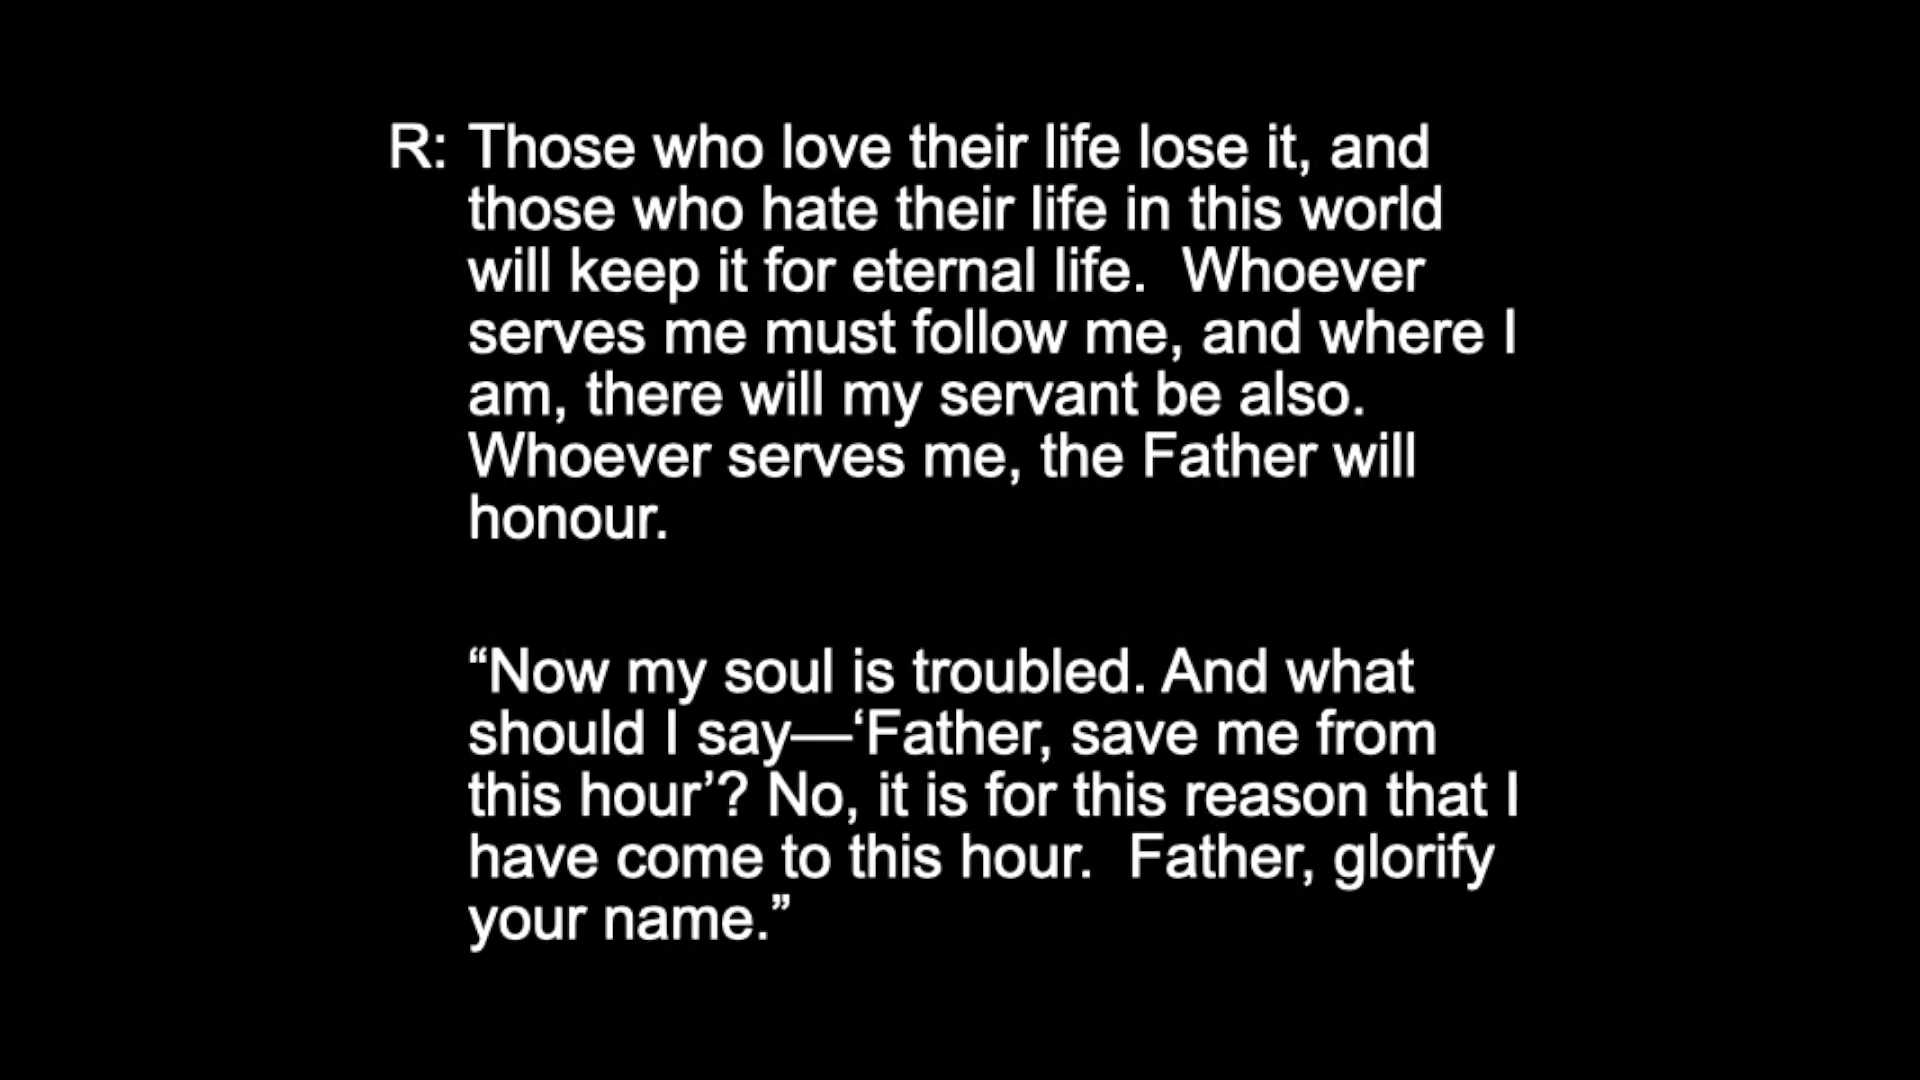 R: Those who love their life lose it, and
those who hate their life in this world
will keep it for eternal life.  Whoever
serves me must follow me, and where I
am, there will my servant be also.
Whoever serves me, the Father will
honour.
“Now my soul is troubled. And what
should I say—‘Father, save me from
this hour’? No, it is for this reason that I
have come to this hour.  Father, glorify
your name.”